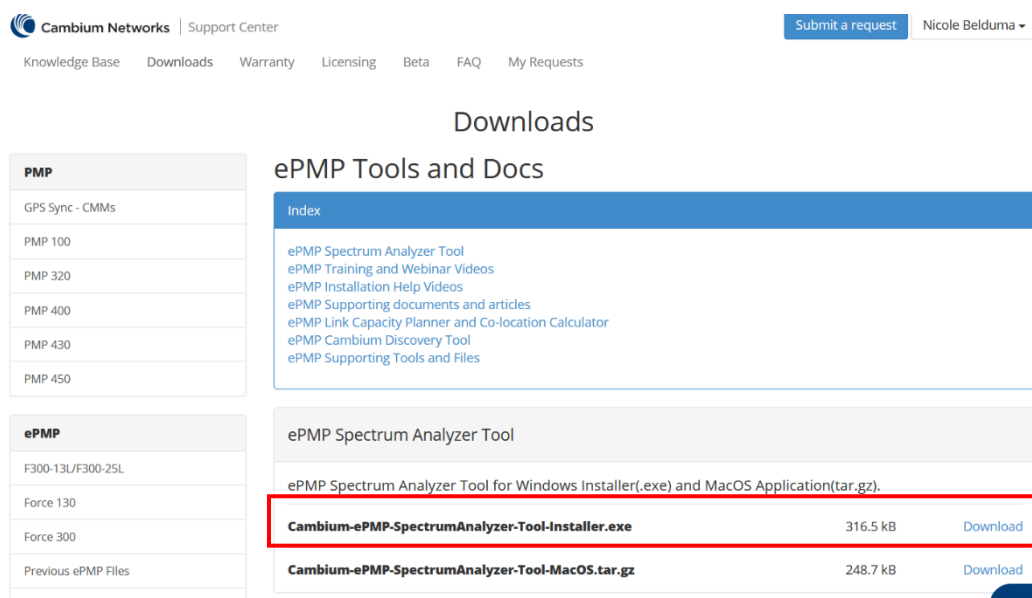 Cambium Networks | Support Center
Submit a request
Nicole Belduma
Knowledge Base Downloads Warranty Licensing Beta FAQ My Requests
Downloads
PMP
GPS Sync - CMMs
PMP 100
PMP 320
PMP 400
PMP 430
PMP 450
ePMP
F300-13L/F300-25L
Force 130
Force 300
Previous ePMP FIles
ePMP Tools and Docs
Index
ePMP Spectrum Analyzer Tool
ePMP Training and Webinar Videos
ePMP Installation Help Videos
ePMP Supporting documents and articles
ePMP Link Capacity Planner and Co-location Calculator
ePMP Cambium Discovery Tool
ePMP Supporting Tools and Files
ePMP Spectrum Analyzer Tool
ePMP Spectrum Analyzer Tool for Windows Installer(.exe) and MacOS Application(tar.gz).
Cambium-ePMP-SpectrumAnalyzer-Tool-Installer.exe 316.5 kB Download
Cambium-ePMP-SpectrumAnalyzer-Tool-MacOS.tar.gz 248.7 kB Download